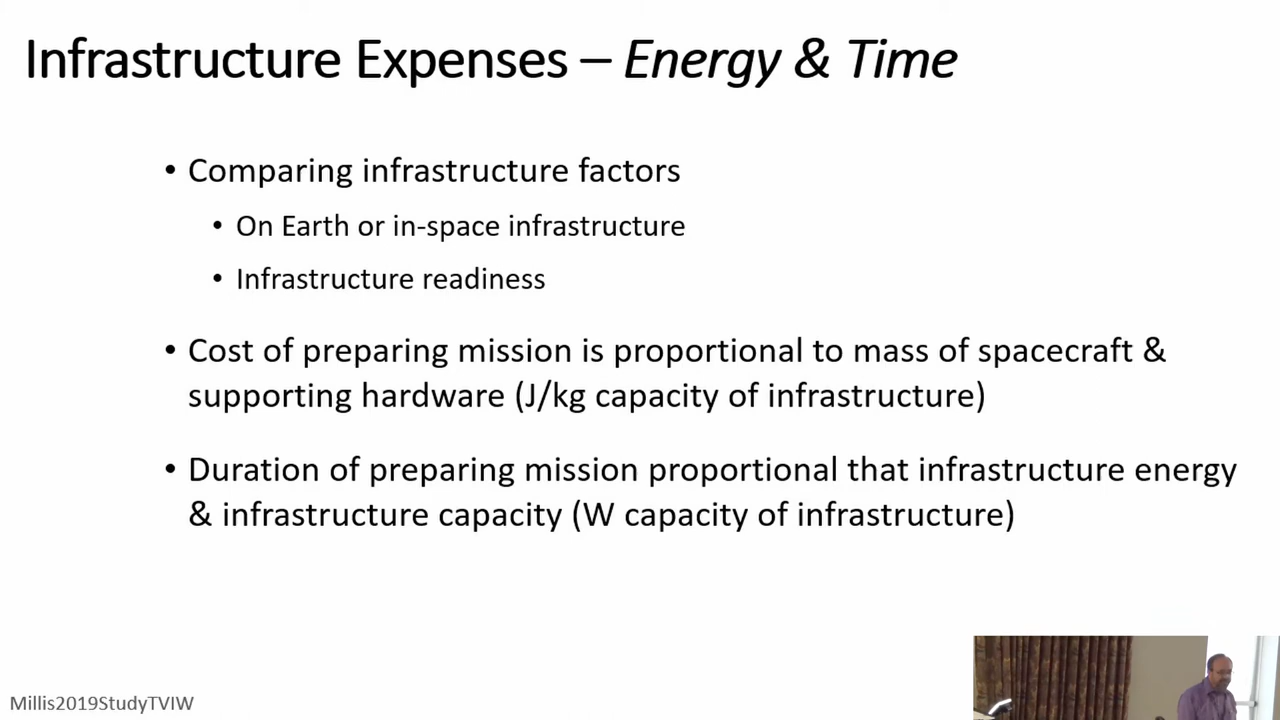 Infrastructure Expenses – Energy & Time
• Comparing infrastructure factors
• On Earth or in-space infrastructure
• Infrastructure readiness
• Cost of preparing mission is proportional to mass of spacecraft &
supporting hardware (J/kg capacity of infrastructure)
• Duration of preparing mission proportional that infrastructure energy
& infrastructure capacity (W capacity of infrastructure)
Millis2019StudyTVIW